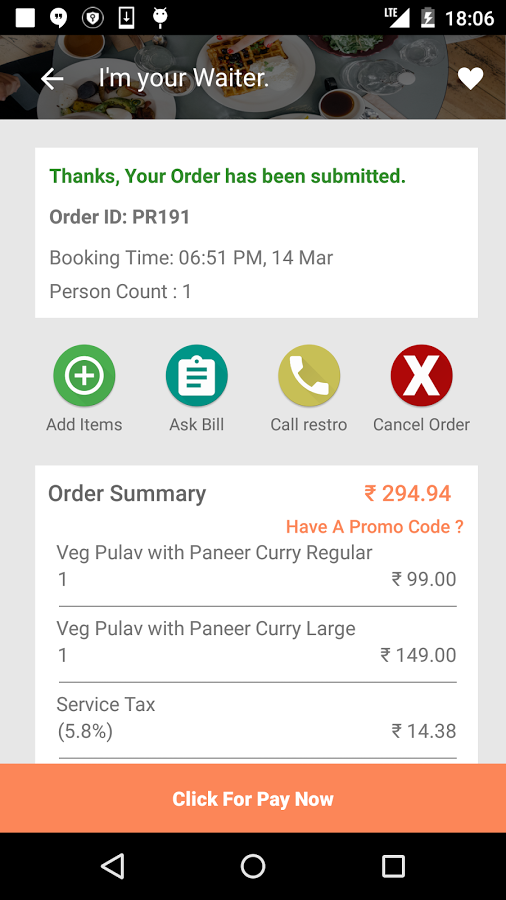 LTE 18:06
I'm your Waiter.
Thanks, Your Order has been submitted.
Order ID: PR191
Booking Time: 06:51 PM, 14 Mar
Person Count : 1
Add Items Ask Bill Call restro Cancel Order
Order Summary ₹ 294.94
Have A Promo Code ?
Veg Pulav with Paneer Curry Regular
1 ₹ 99.00
Veg Pulav with Paneer Curry Large
1 ₹ 149.00
Service Tax
(5.8%) ₹ 14.38
Click For Pay Now